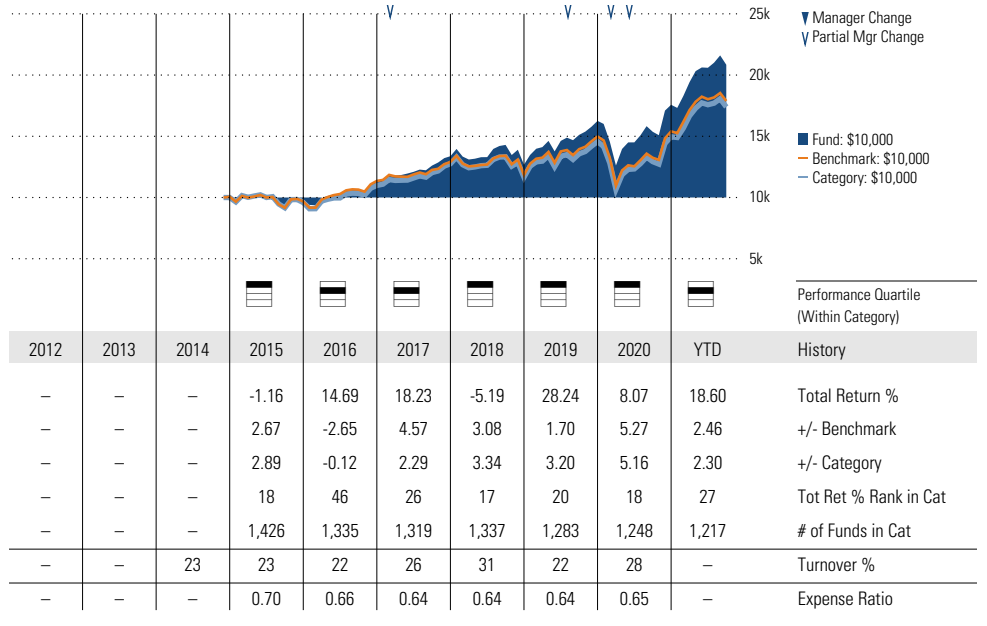 25k
▼ Manager Change
V Partial Mgr Change
20k
15k
Fund: $10,000
Benchmark: $10,000
Category: $10,000
10k
5k
Performance Quartile
(Within Category)
2012 2013 2014 2015 2016 2017 2018 2019 2020 YTD History
– – – -1.16 14.69 18.23 -5.19 28.24 8.07 18.60 Total Return %
– – – 2.67 -2.65 4.57 3.08 1.70 5.27 2.46 +/- Benchmark
– – – 2.89 -0.12 2.29 3.34 3.20 5.16 2.30 +/- Category
– – – 18 46 26 17 20 18 27 Tot Ret % Rank in Cat
– – – 1,426 1,335 1,319 1,337 1,283 1,248 1,217 # of Funds in Cat
– – 23 23 22 26 31 22 28 – Turnover %
– – – 0.70 0.66 0.64 0.64 0.64 0.65 – Expense Ratio